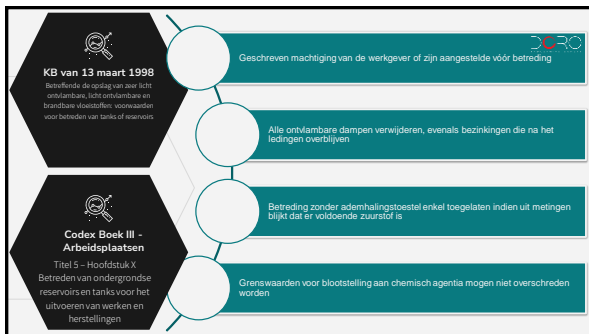 KB van 13 maart 1998
Betreffende de opslag van zeer licht
ontvlambare, licht ontvlambare en
brandbare vloeistoffen: voorwaarden
voor betreden van tanks of reservoirs
Codex Boek III -
Arbeidsplaatsen
Titel 5 – Hoofdstuk X
Betreden van ondergrondse
reservoirs en tanks voor het
uitvoeren van werken en
herstellingen
DORO
Geschreven machtiging van de werkgever of zijn aangestelde vóór betreding
Alle ontvlambare dampen verwijderen, evenals bezinkingen die na het
ledingen overblijven
Betreding zonder ademhalingstoestel enkel toegelaten indien uit metingen
blijkt dat er voldoende zuurstof is
Grenswaarden voor blootstelling aan chemisch agentia mogen niet overschreden
worden